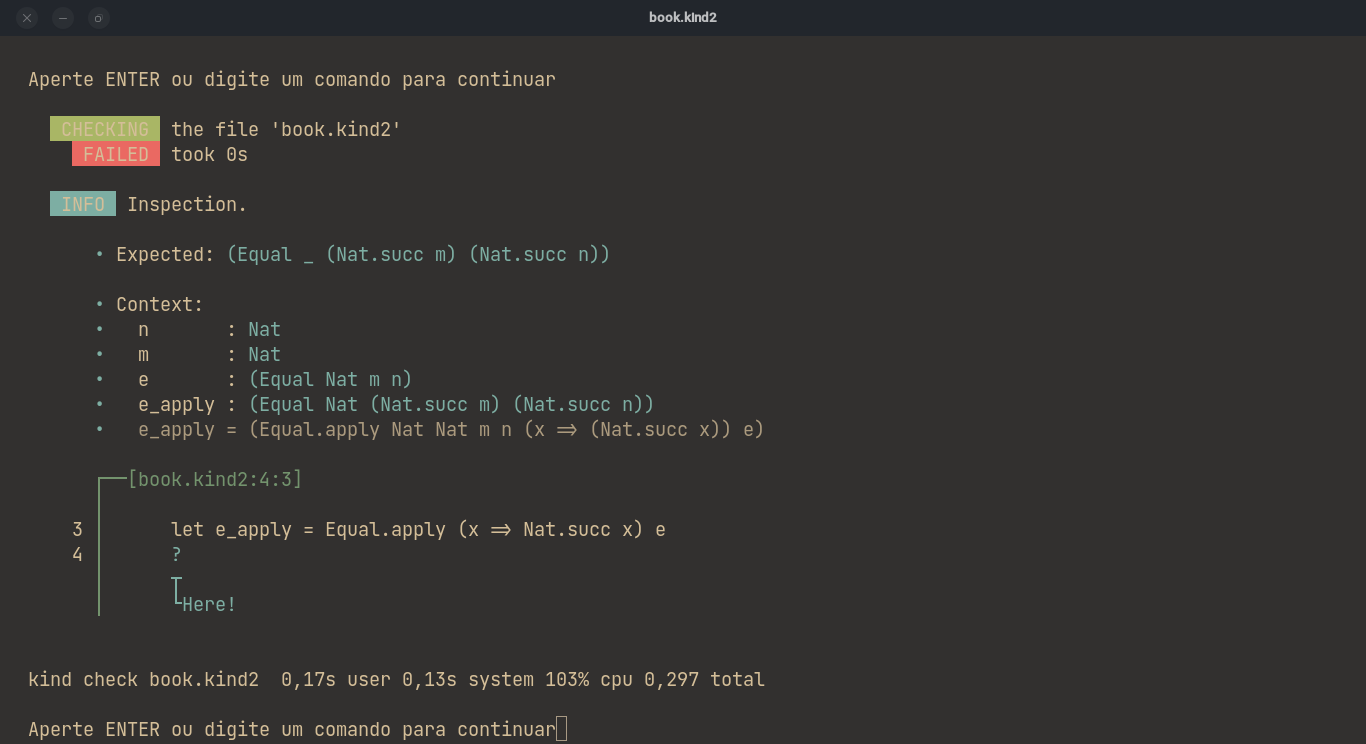 book.kind2
Aperte ENTER ou digite um comando para continuar
CHECKING the file 'book.kind2'
FAILED took 0s
INFO Inspection.
• Expected: (Equal _ (Nat.succ m) (Nat.succ n))
• Context:
• n : Nat
• m : Nat
• e : (Equal Nat m n)
• e_apply : (Equal Nat (Nat.succ m) (Nat.succ n))
• e_apply = (Equal.apply Nat Nat m n (x => (Nat.succ x)) e)
[book.kind2:4:3]
3 let e_apply = Equal.apply (x => Nat.succ x) e
4 ?
Here!
kind check book.kind2 0,17s user 0,13s system 103% cpu 0,297 total
Aperte ENTER ou digite um comando para continuar